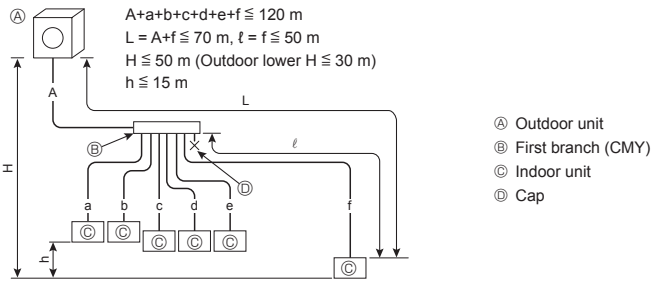 Ⓐ
A+a+b+c+d+e+f ≦ 120 m
L = A+f ≦ 70 m, ℓ = f ≦ 50 m
H ≦ 50 m (Outdoor lower H ≦ 30 m)
h ≦ 15 m
A
L
H
Ⓑ
ℓ
Ⓓ
a b c d e f
Ⓒ Ⓒ Ⓒ Ⓒ Ⓒ
h
Ⓒ
Ⓐ Outdoor unit
Ⓑ First branch (CMY)
Ⓒ Indoor unit
Ⓓ Cap